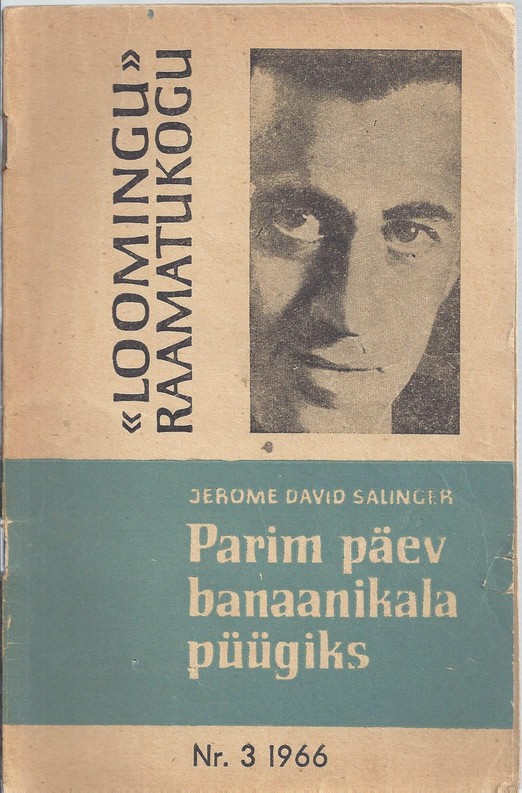 «LOOMINGU»
RAAMATUKOGU
JEROME DAVID SALINGER
Parim päev
banaanikala
püügiks
Nr. 3 1966